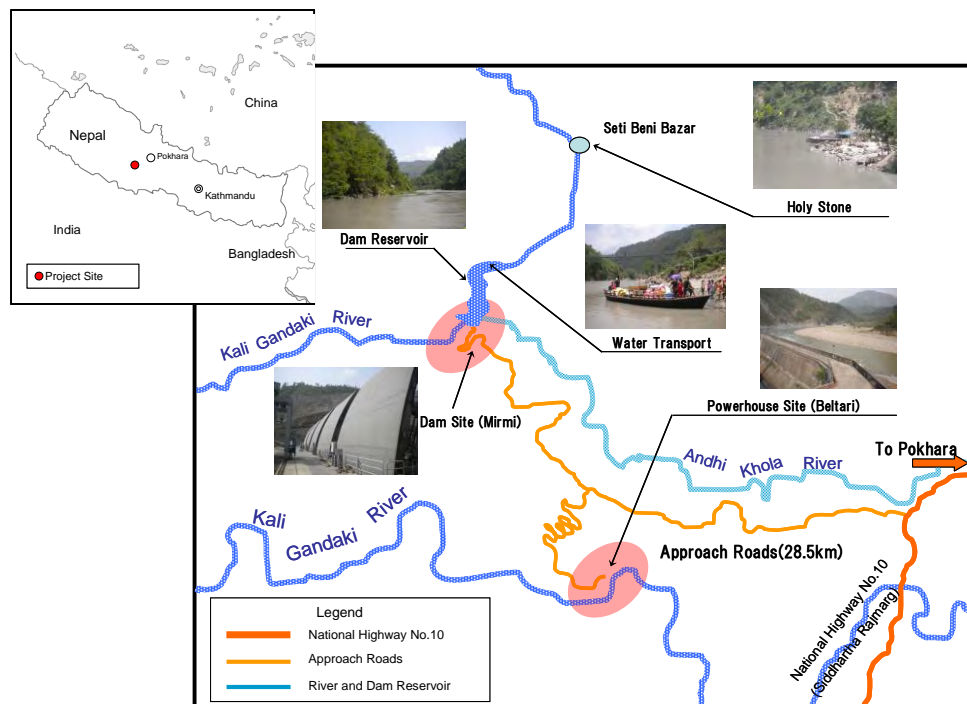 China
Nepal
Pokhara
Kathmandu
India
Bangladesh
Project Site
Seti Beni Bazar
Holy Stone
Dam Reservoir
Kali Gandaki River
Water Transport
Dam Site (Mirmi)
Powerhouse Site (Beltari)
To Pokhara
Andhi Khola River
Kali
Gandaki River
Approach Roads(28.5km)
National Highway No.10
(Siddhartha Rajmarg)
Legend
National Highway No.10
Approach Roads
River and Dam Reservoir